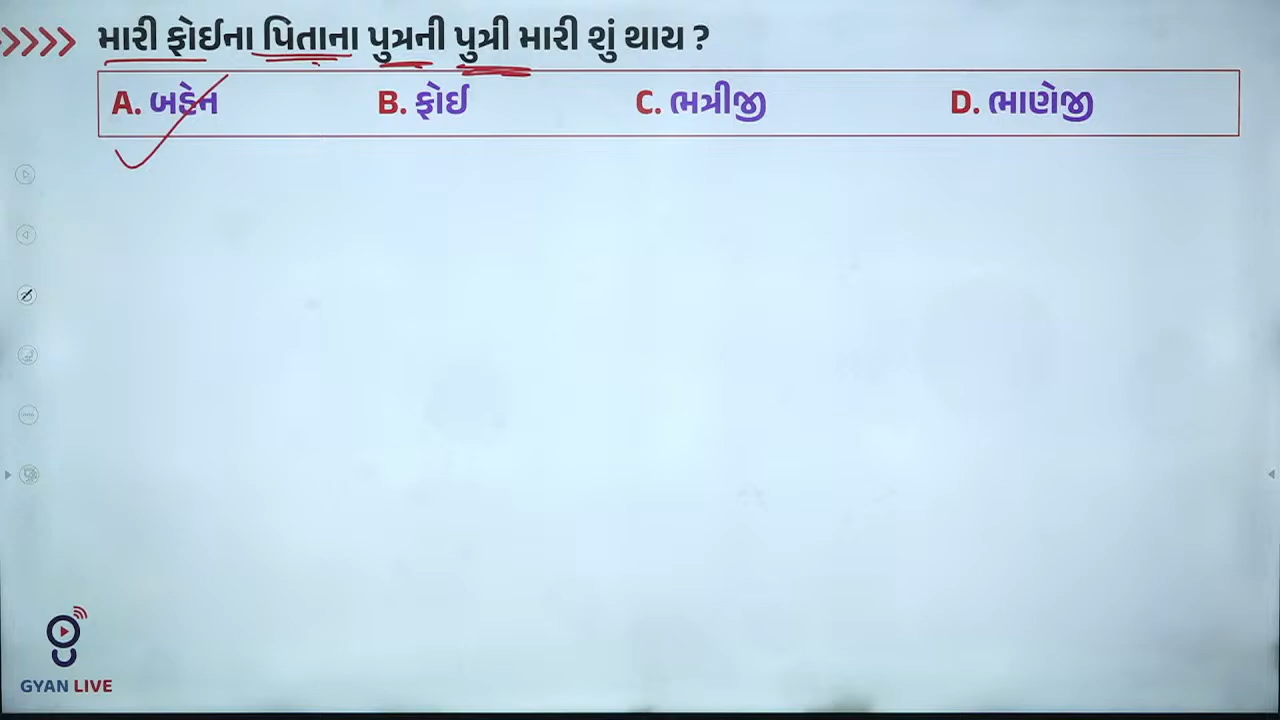 મારી ફોઈના પિતાના પુત્રની પુત્રી મારી શું થાય ?
A. બહેન B. ફોઈ C. ભત્રીજી D. ભાણેજી
GYAN LIVE